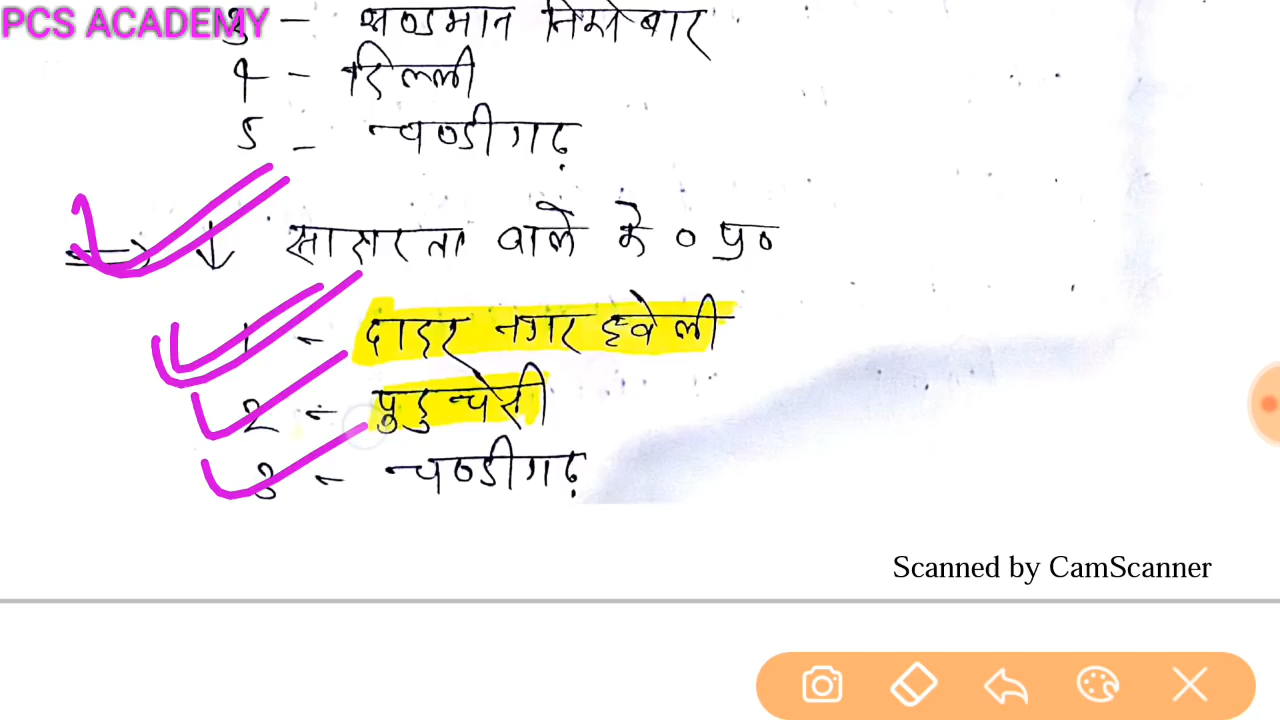 PCS ACADEMY
3 - अण्डमान निकोबार
4 - दिल्ली
5 - चण्डीगढ़
⇒ ↓ साक्षरता वाले के० प्र०
1 - दादर नगर हवेली
2 - पुडुचेरी
3 - चण्डीगढ़
Scanned by CamScanner